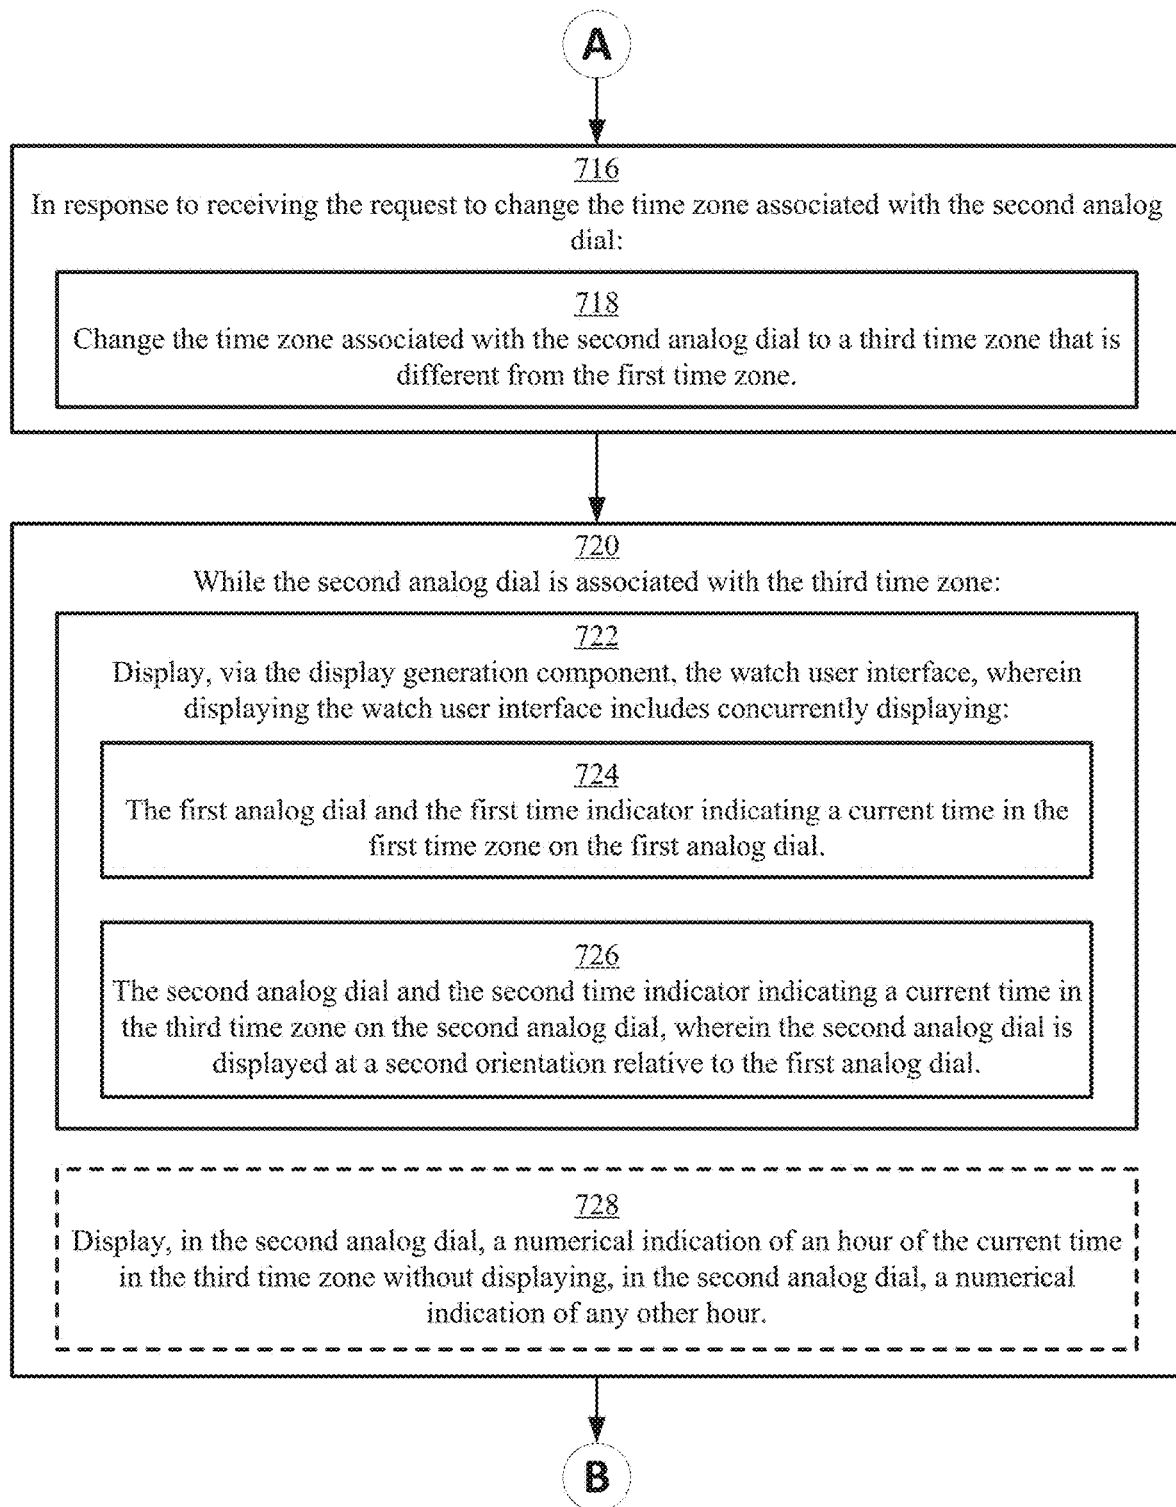 A
716
In response to receiving the request to change the time zone associated with the second analog
dial:
718
Change the time zone associated with the second analog dial to a third time zone that is
different from the first time zone.
720
While the second analog dial is associated with the third time zone:
722
Display, via the display generation component, the watch user interface, wherein
displaying the watch user interface includes concurrently displaying:
724
The first analog dial and the first time indicator indicating a current time in the
first time zone on the first analog dial.
726
The second analog dial and the second time indicator indicating a current time in
the third time zone on the second analog dial, wherein the second analog dial is
displayed at a second orientation relative to the first analog dial.
728
Display, in the second analog dial, a numerical indication of an hour of the current time
in the third time zone without displaying, in the second analog dial, a numerical
indication of any other hour.
B